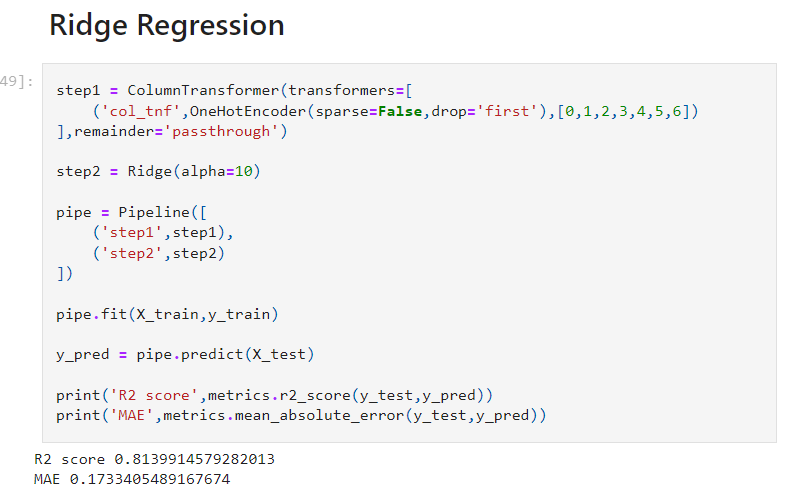 Ridge Regression
49]:
step1 = ColumnTransformer(transformers=[
    ('col_tnf',OneHotEncoder(sparse=False,drop='first'),[0,1,2,3,4,5,6])
],remainder='passthrough')
step2 = Ridge(alpha=10)
pipe = Pipeline([
    ('step1',step1),
    ('step2',step2)
])
pipe.fit(X_train,y_train)
y_pred = pipe.predict(X_test)
print('R2 score',metrics.r2_score(y_test,y_pred))
print('MAE',metrics.mean_absolute_error(y_test,y_pred))
R2 score 0.8139914579282013
MAE 0.1733405489167674